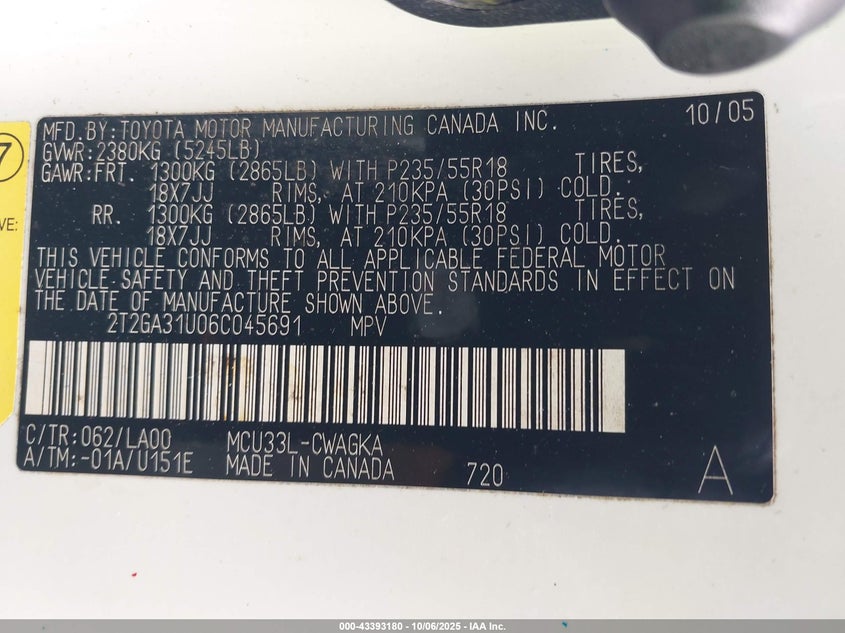 MFD.BY:TOYOTA MOTOR MANUFACTURING CANADA INC. 10/05
GVWR:2380KG (5245LB)
GAWR:FRT. 1300KG (2865LB) WITH P235/55R18 TIRES,
18X7JJ RIMS, AT 210KPA (30PSI) COLD.
RR. 1300KG (2865LB) WITH P235/55R18 TIRES,
18X7JJ RIMS, AT 210KPA (30PSI) COLD.
THIS VEHICLE CONFORMS TO ALL APPLICABLE FEDERAL MOTOR
VEHICLE SAFETY AND THEFT PREVENTION STANDARDS IN EFFECT ON
THE DATE OF MANUFACTURE SHOWN ABOVE.
2T2GA31U06C045691 MPV
C/TR:062/LA00 MCU33L-CWAGKA
A/TM:-01A/U151E MADE IN CANADA 720 A
7
VE:
000-43393180 - 10/06/2025 - IAA Inc.